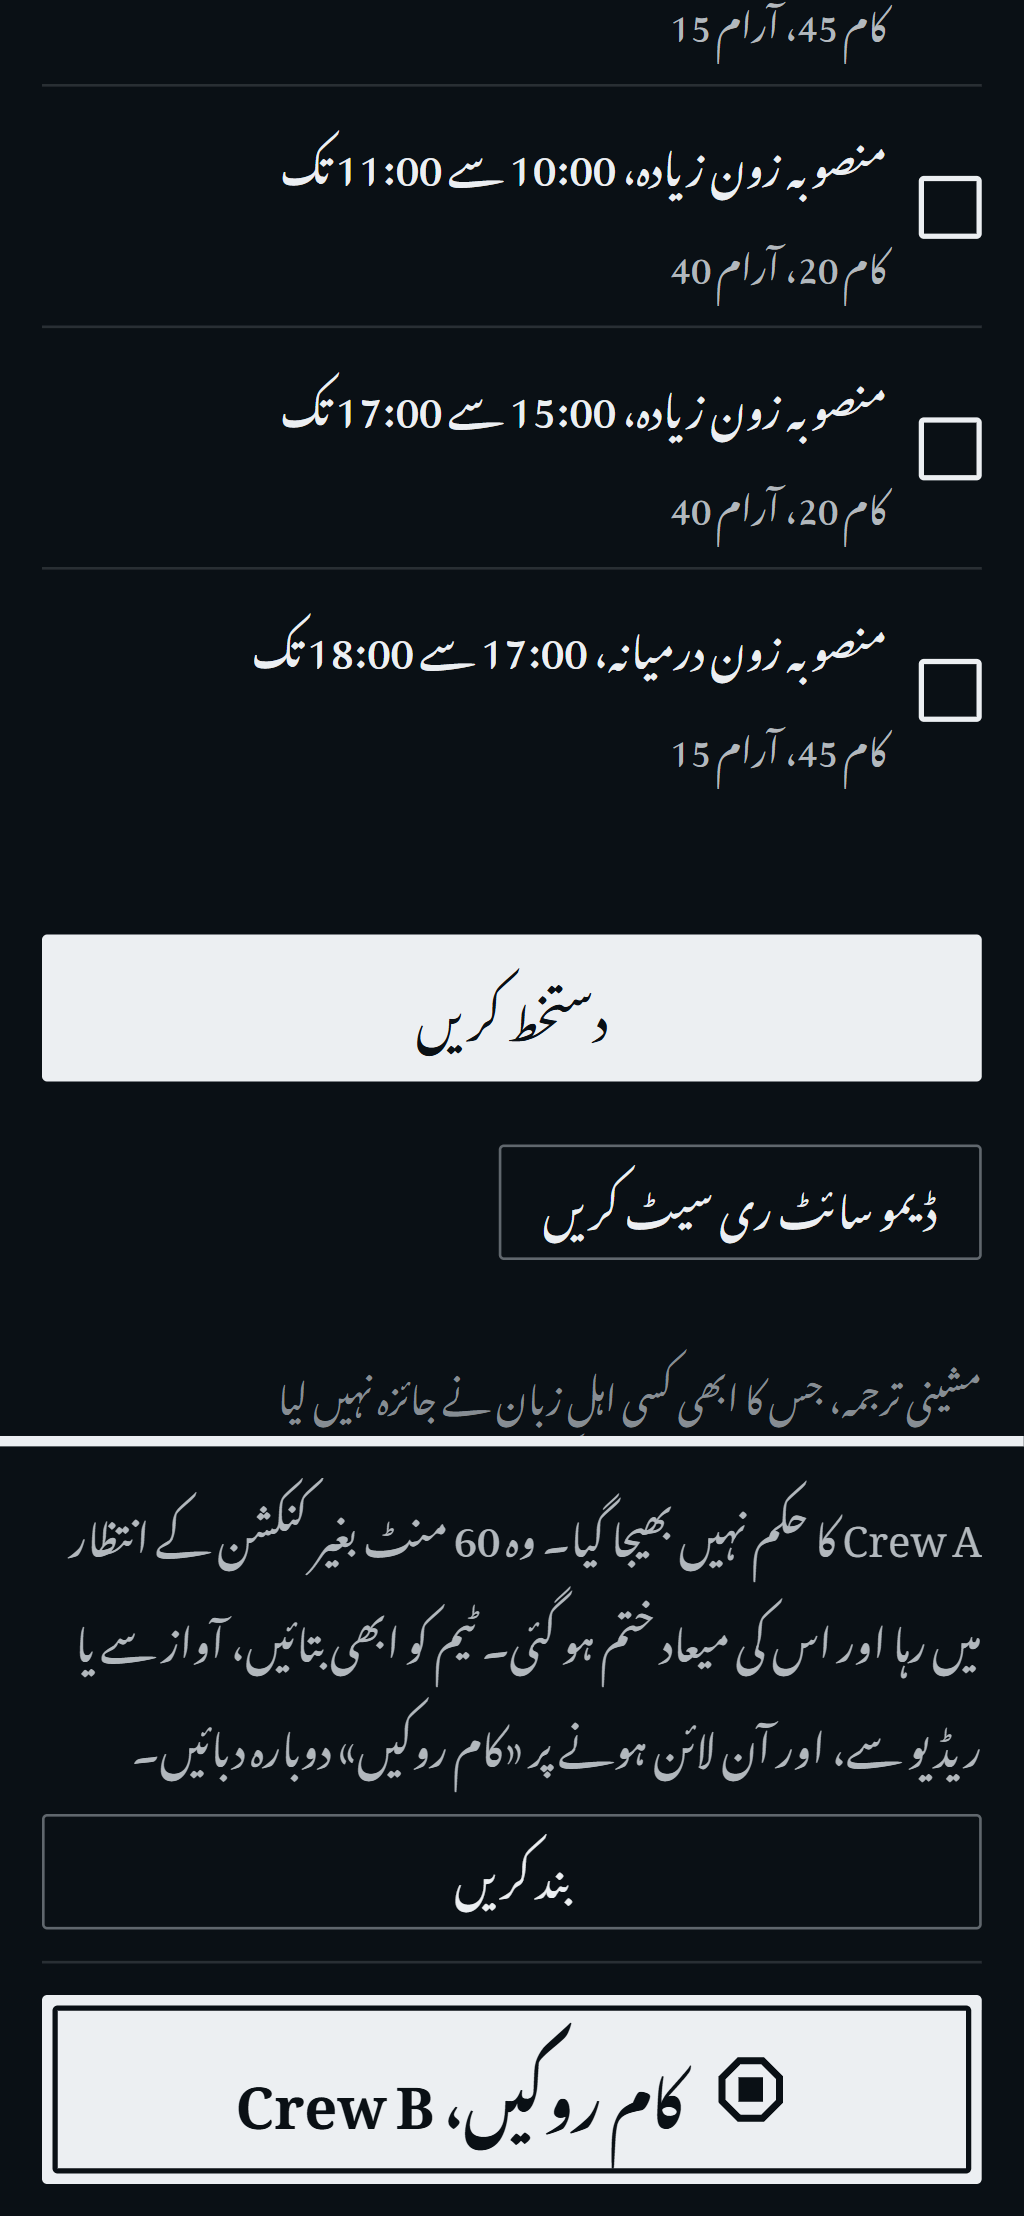 کام 45، آرام 15
منصوبہ زون زیادہ، 10:00 سے 11:00 تک
کام 20، آرام 40
منصوبہ زون زیادہ، 15:00 سے 17:00 تک
کام 20، آرام 40
منصوبہ زون درمیانہ، 17:00 سے 18:00 تک
کام 45، آرام 15
دستخط کریں
ڈیمو سائٹ ری سیٹ کریں
مشینی ترجمہ، جس کا ابھی کسی اہلِ زبان نے جائزہ نہیں لیا
Crew A کا حکم نہیں بھیجا گیا۔ وہ 60 منٹ بغیر کنکشن کے انتظار
میں رہا اور اس کی میعاد ختم ہو گئی۔ ٹیم کو ابھی بتائیں، آواز سے یا
ریڈیو سے، اور آن لائن ہونے پر «کام روکیں» دوبارہ دبائیں۔
بند کریں
کام روکیں، Crew B